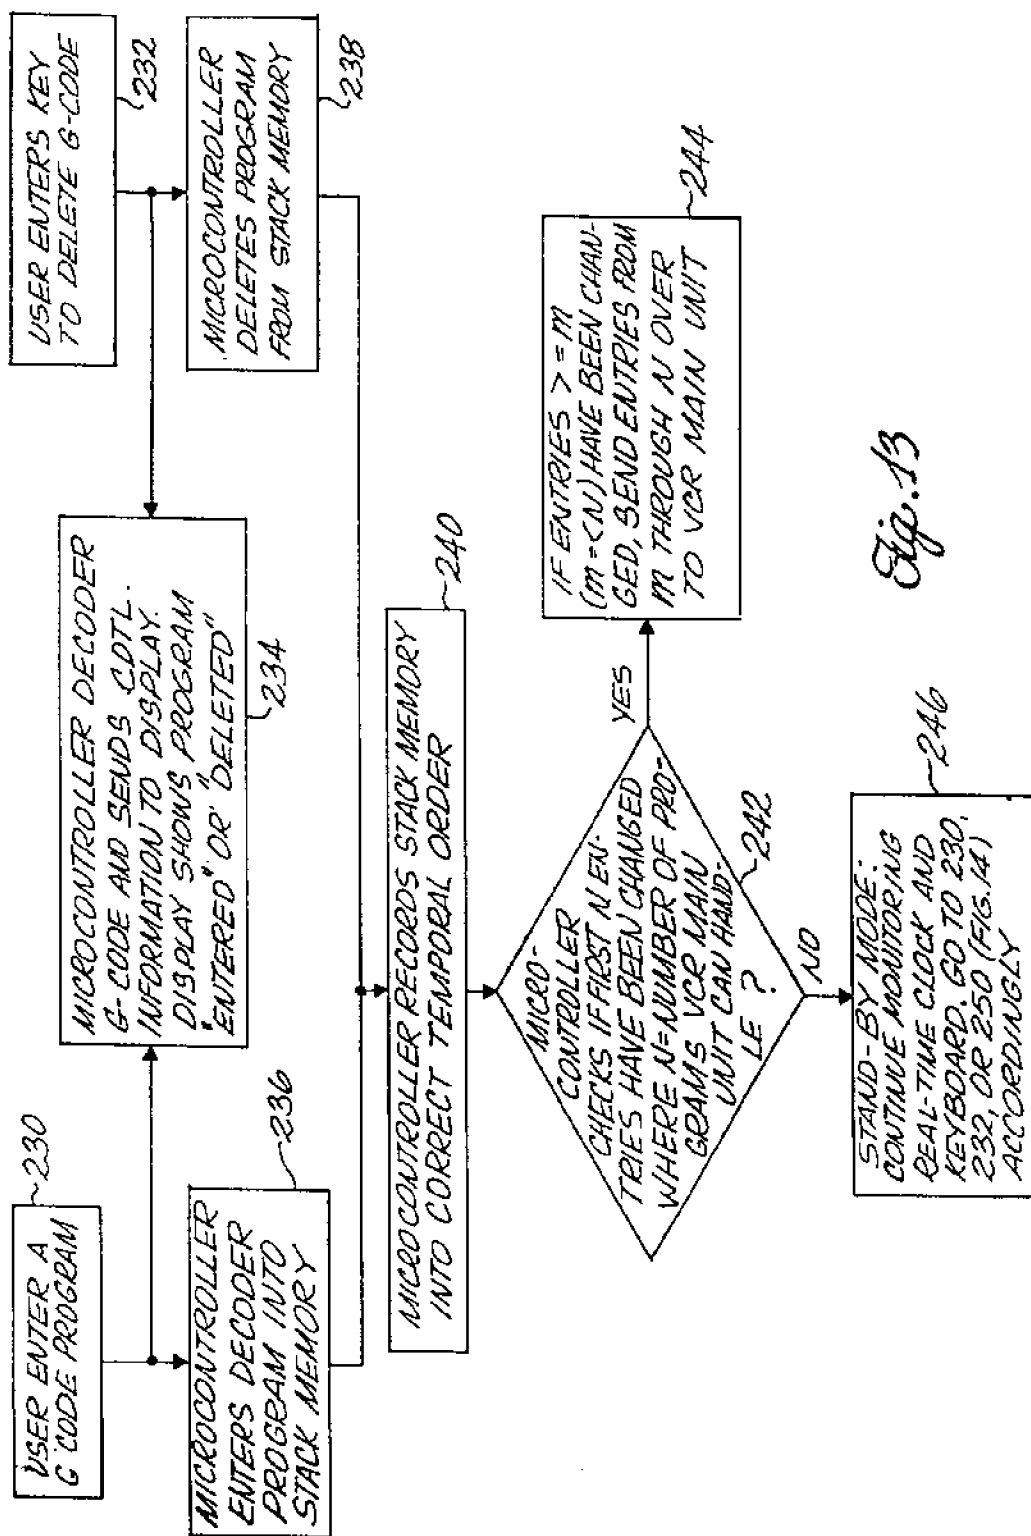 USER ENTER A
G CODE PROGRAM
230
USER ENTERS KEY
TO DELETE G-CODE
232
MICROCONTROLLER DECODER
G-CODE AND SENDS CDTL.
INFORMATION TO DISPLAY.
DISPLAY SHOWS PROGRAM
"ENTERED" OR "DELETED"
234
MICROCONTROLLER
ENTERS DECODER
PROGRAM INTO
STACK MEMORY
236
MICROCONTROLLER
DELETES PROGRAM
FROM STACK MEMORY
238
MICROCONTROLLER RECORDS STACK MEMORY
INTO CORRECT TEMPORAL ORDER
240
MICRO-
CONTROLLER
CHECKS IF FIRST N EN-
TRIES HAVE BEEN CHANGED
WHERE N=NUMBER OF PRO-
GRAMS VCR MAIN
UNIT CAN HAND-
LE ?
242
YES
NO
IF ENTRIES >=m
(m=<N) HAVE BEEN CHAN-
GED, SEND ENTRIES FROM
m THROUGH N OVER
TO VCR MAIN UNIT
244
STAND-BY MODE:
CONTINUE MONITORING
REAL-TIME CLOCK AND
KEYBOARD. GO TO 230,
232, OR 250 (FIG.14)
ACCORDINGLY
246
Fig.13